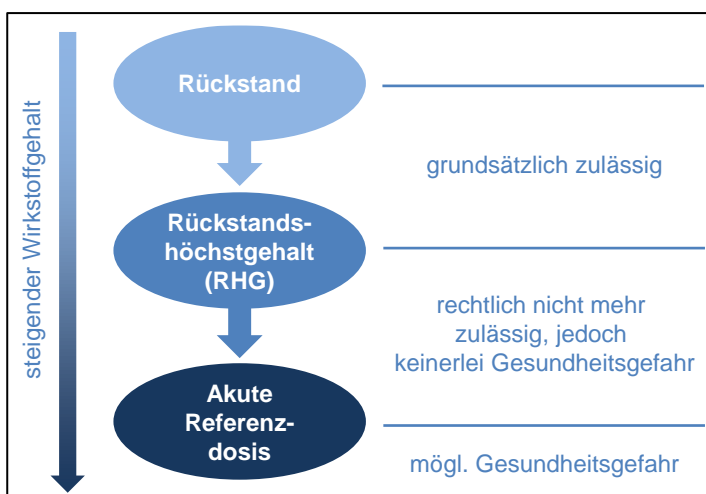 steigender Wirkstoffgehalt
Rückstand
grundsätzlich zulässig
Rückstands-
höchstgehalt
(RHG)
rechtlich nicht mehr
zulässig, jedoch
keinerlei Gesundheitsgefahr
Akute
Referenz-
dosis
mögl. Gesundheitsgefahr